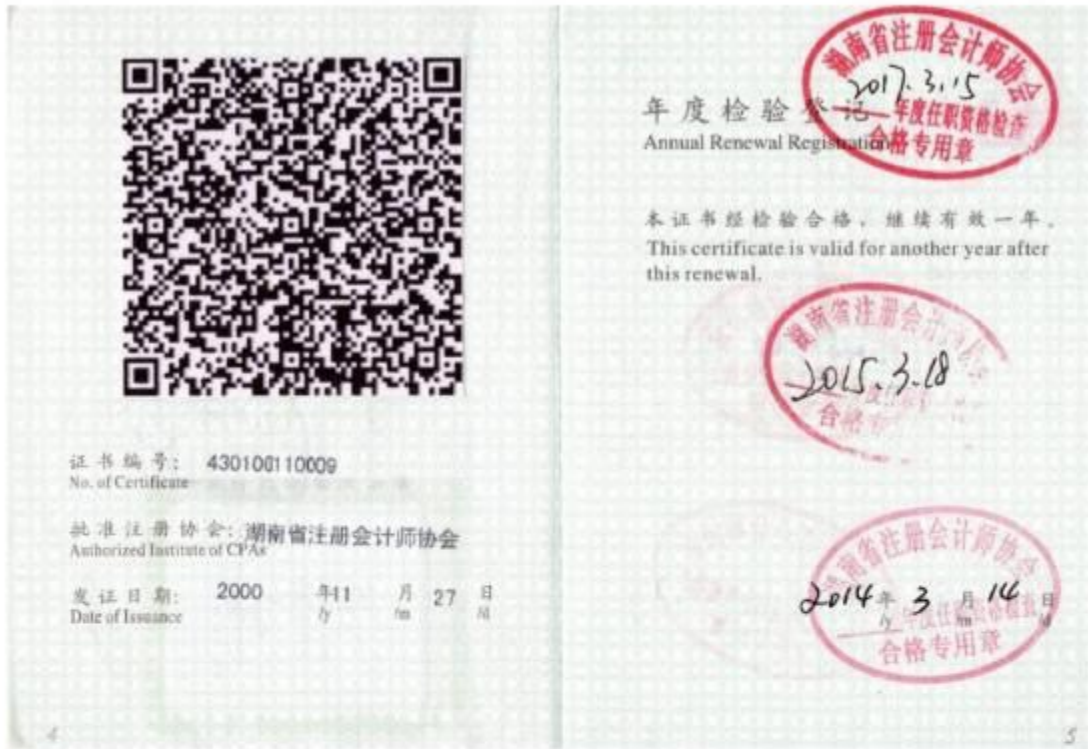 证书编号: 430100110009
No. of Certificate
批准注册协会: 湖南省注册会计师协会
Authorized Institute of CPAs
发证日期: 2000 年 11 月 27 日
Date of Issuance /y /m /d
4
湖南省注册会计师协会
2017.3.15
年度任职资格检查
合格专用章
年度检验登记
Annual Renewal Registration
本证书经检验合格，继续有效一年。
This certificate is valid for another year after
this renewal.
湖南省注册会计
2015.3.18
合格专
湖南省注册会计师协会
2014 年 3 月 14 日
/y /m /d
年度任职资格检查
合格专用章
5